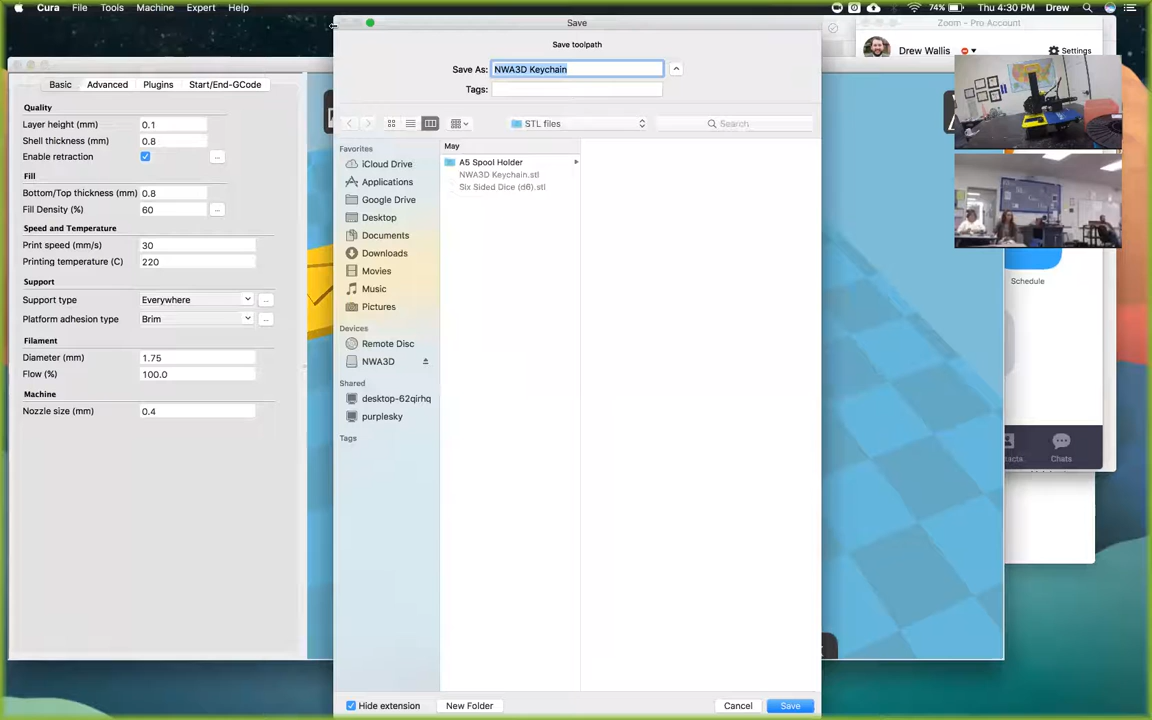 Cura File Tools Machine Expert Help 74% Thu 4:30 PM Drew
Save
Zoom - Pro Account
Save toolpath
Drew Wallis Settings
Save As: NWA3D Keychain
Tags:
Basic Advanced Plugins Start/End-GCode
Quality
Layer height (mm) 0.1
Shell thickness (mm) 0.8
Enable retraction ...
Fill
Bottom/Top thickness (mm) 0.8
Fill Density (%) 60 ...
Speed and Temperature
Print speed (mm/s) 30
Printing temperature (C) 220
Support
Support type Everywhere ...
Platform adhesion type Brim ...
Filament
Diameter (mm) 1.75
Flow (%) 100.0
Machine
Nozzle size (mm) 0.4
STL files
Search
Favorites
iCloud Drive
Applications
Google Drive
Desktop
Documents
Downloads
Movies
Music
Pictures
Devices
Remote Disc
NWA3D
Shared
desktop-62qirhq
purplesky
Tags
May
A5 Spool Holder
NWA3D Keychain.stl
Six Sided Dice (d6).stl
Schedule
Chats
Hide extension New Folder Cancel Save